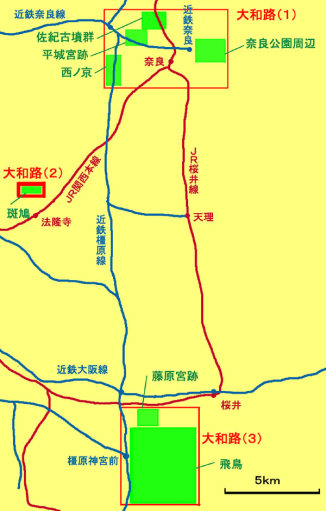 近鉄奈良線
大和路(1)
佐紀古墳群
近鉄奈良
平城宮跡
奈良公園周辺
西ノ京
奈良
大和路(2)
JR関西本線
JR桜井線
斑鳩
法隆寺
近鉄橿原線
天理
近鉄大阪線
藤原宮跡
桜井
大和路(3)
橿原神宮前
飛鳥
5km